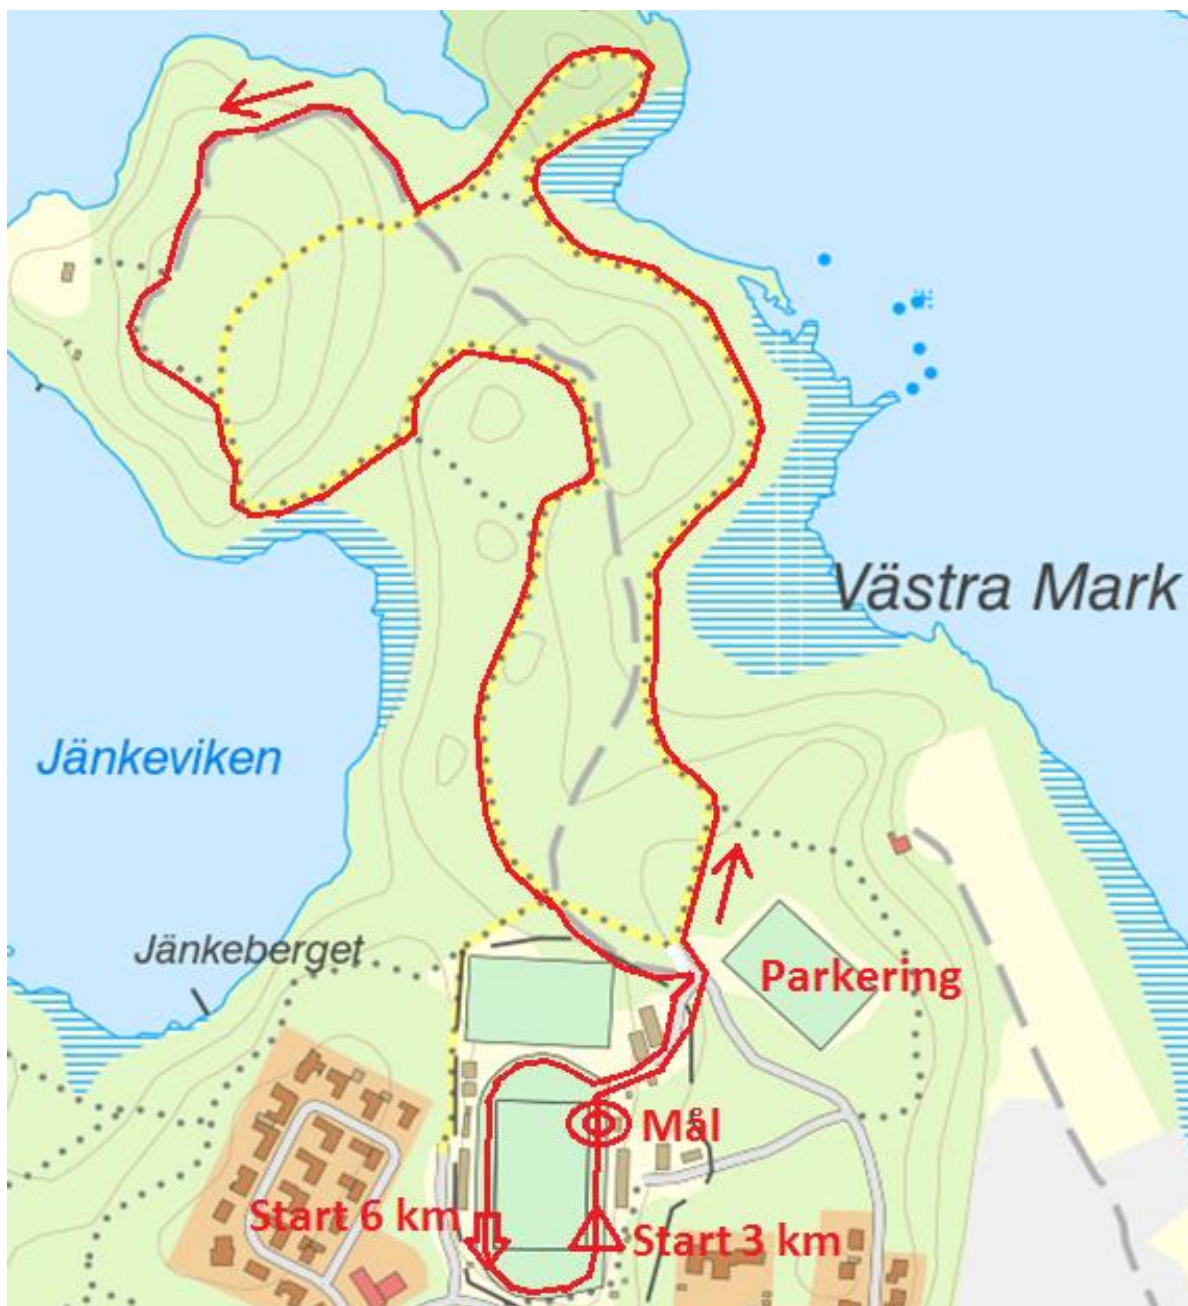 Västra Mark
Jänkeviken
Jänkeberget
Parkering
Mål
Start 6 km
Start 3 km